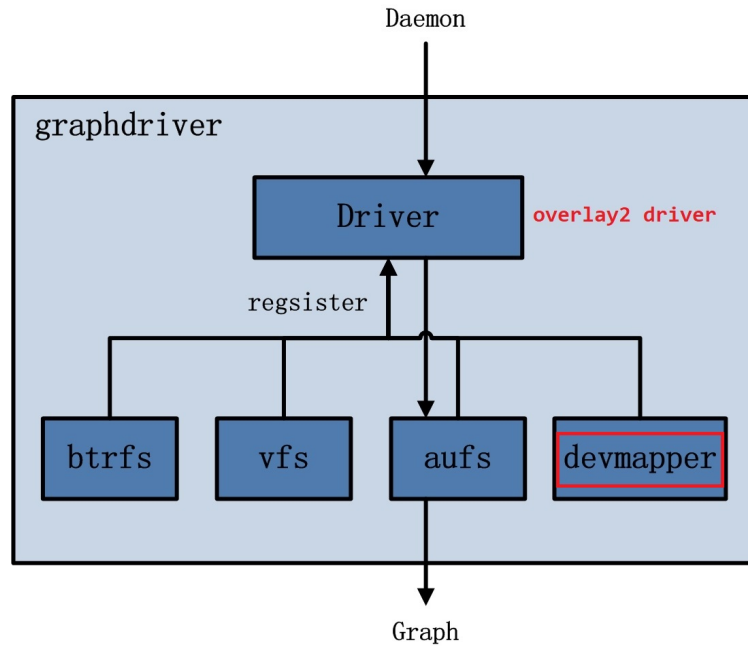 Daemon
graphdriver
Driver
overlay2 driver
regsister
btrfs
vfs
aufs
devmapper
Graph